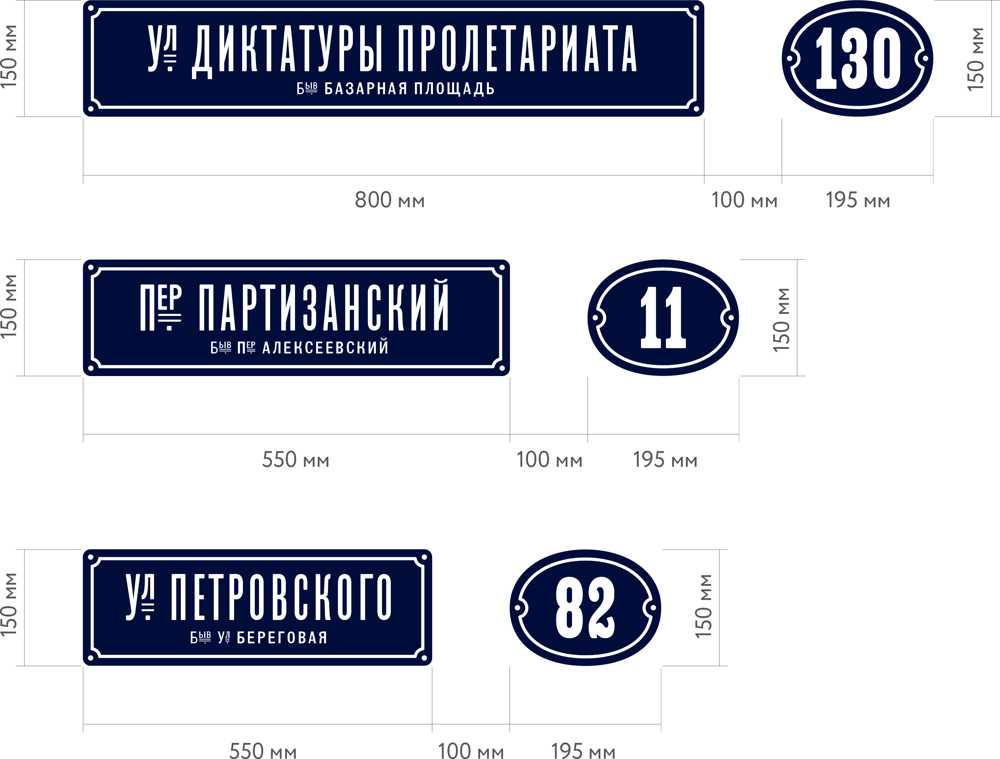 150 мм
Ул ДИКТАТУРЫ ПРОЛЕТАРИАТА
Быв БАЗАРНАЯ ПЛОЩАДЬ
130
150 мм
800 мм
100 мм
195 мм
150 мм
Пер ПАРТИЗАНСКИЙ
Быв Пер АЛЕКСЕЕВСКИЙ
11
150 мм
550 мм
100 мм
195 мм
150 мм
Ул ПЕТРОВСКОГО
Быв Ул БЕРЕГОВАЯ
82
150 мм
550 мм
100 мм
195 мм